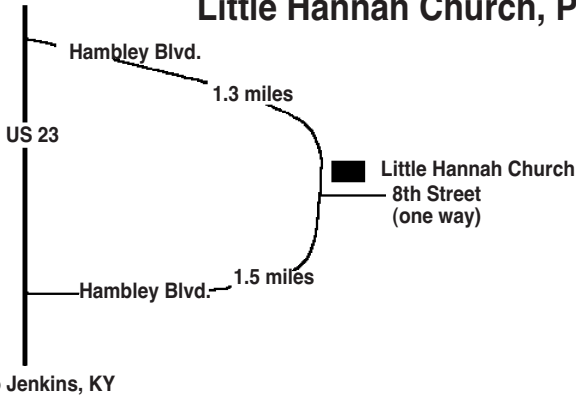 Little Hannah Church, P
Hambley Blvd.
1.3 miles
US 23
Little Hannah Church
8th Street
(one way)
1.5 miles
Hambley Blvd.
Jenkins, KY